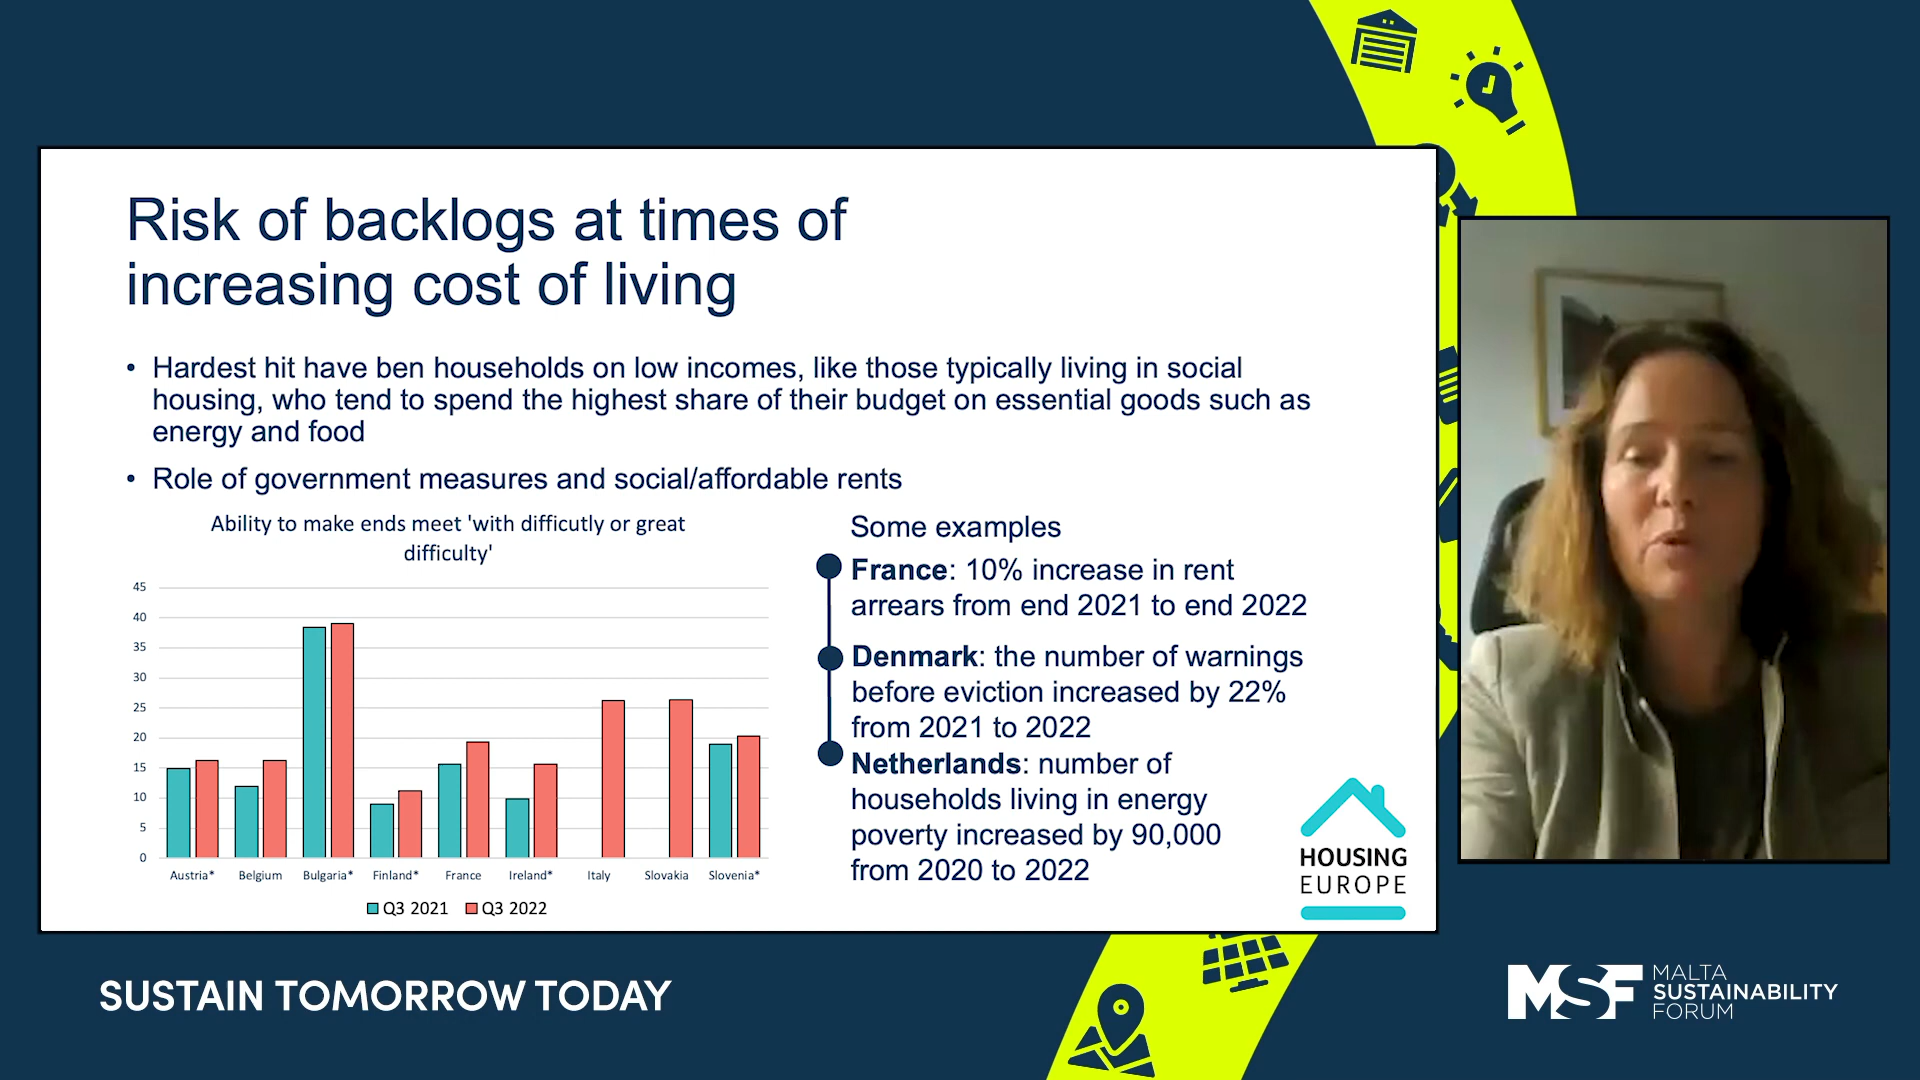 Risk of backlogs at times of
increasing cost of living
• Hardest hit have ben households on low incomes, like those typically living in social
housing, who tend to spend the highest share of their budget on essential goods such as
energy and food
• Role of government measures and social/affordable rents
Ability to make ends meet 'with difficutly or great
difficulty'
45
40
35
30
25
20
15
10
5
0
Austria* Belgium Bulgaria* Finland* France Ireland* Italy Slovakia Slovenia*
Q3 2021 Q3 2022
Some examples
France: 10% increase in rent
arrears from end 2021 to end 2022
Denmark: the number of warnings
before eviction increased by 22%
from 2021 to 2022
Netherlands: number of
households living in energy
poverty increased by 90,000
from 2020 to 2022
HOUSING
EUROPE
SUSTAIN TOMORROW TODAY
MSF
MALTA
SUSTAINABILITY
FORUM